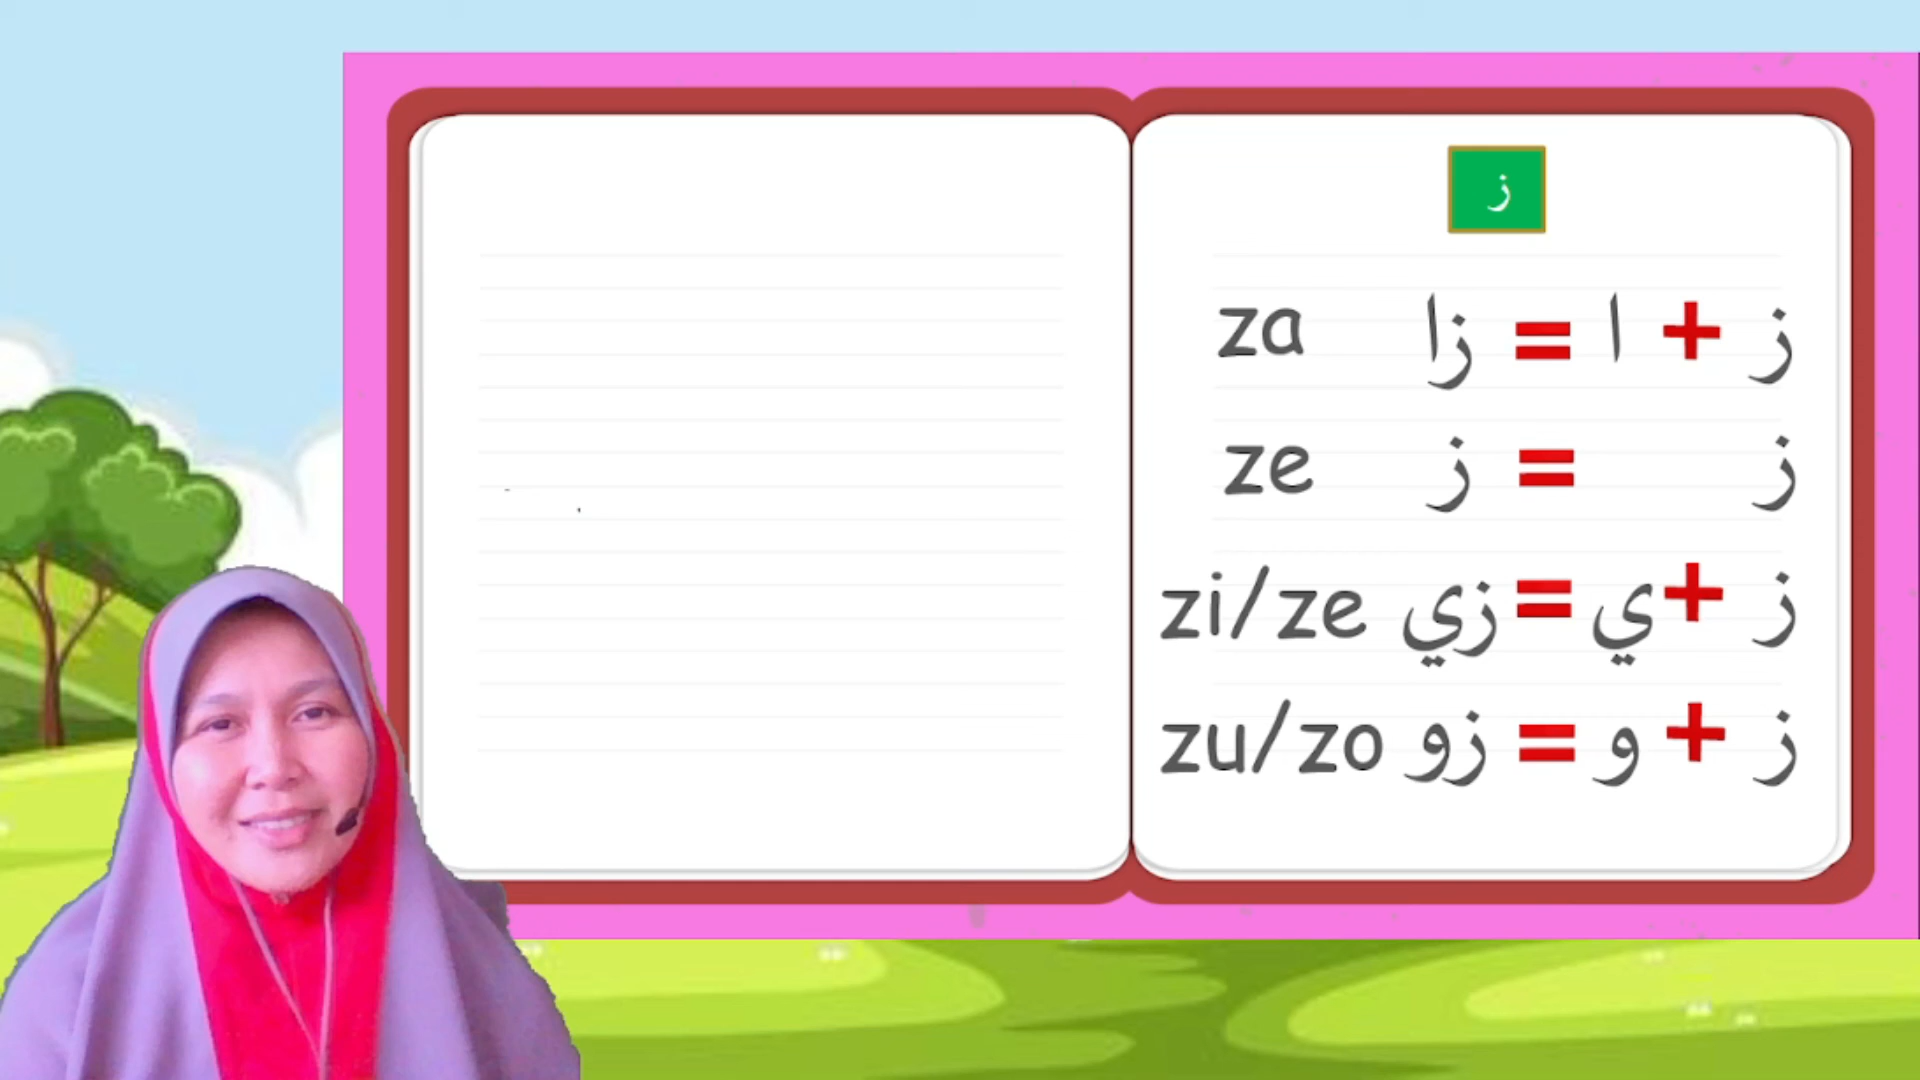 ز
ز + ا = زا za
ز = ز ze
ز + ي = زي zi/ze
ز + و = زو zu/zo